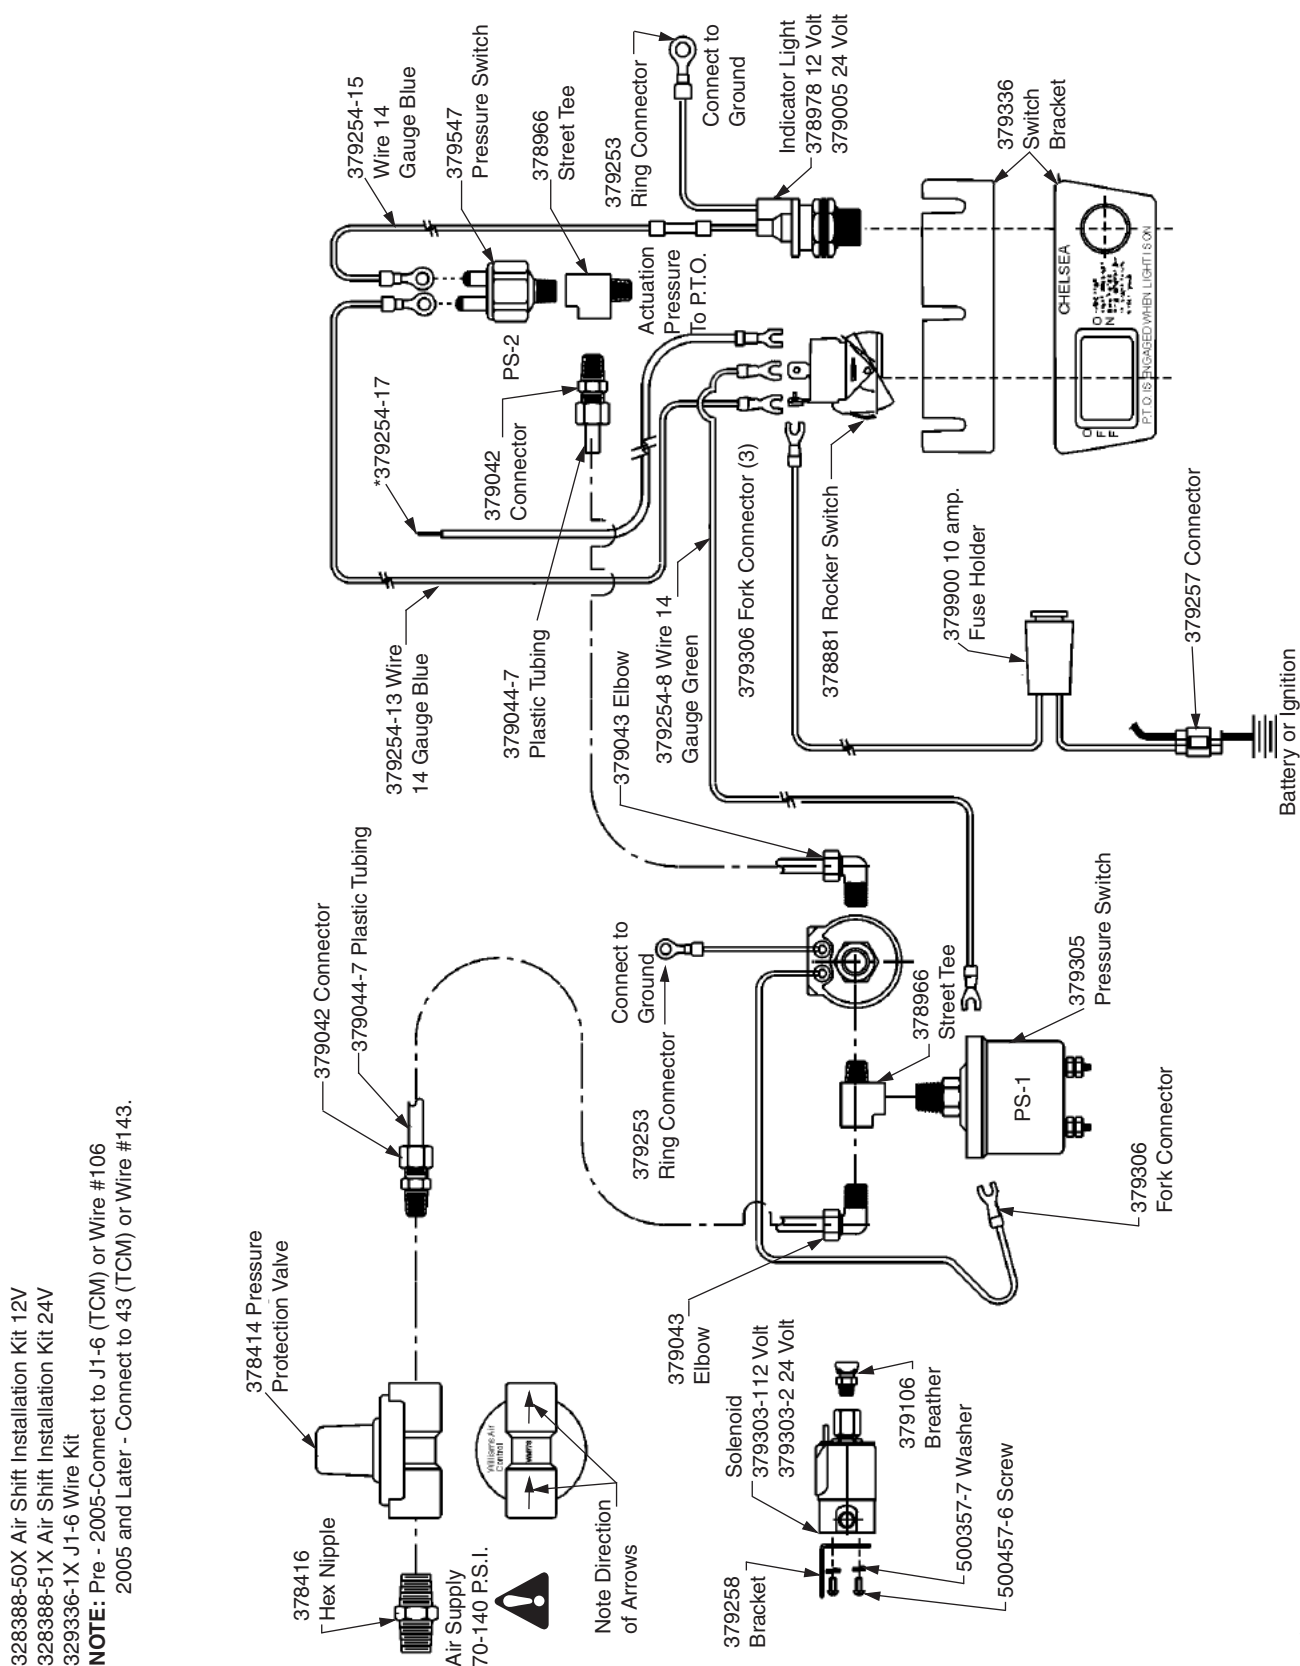 328388-50X Air Shift Installation Kit 12V
328388-51X Air Shift Installation Kit 24V
329336-1X J1-6 Wire Kit
NOTE: Pre - 2005-Connect to J1-6 (TCM) or Wire #106
2005 and Later - Connect to 43 (TCM) or Wire #143.
378416
Hex Nipple
Air Supply
70-140 P.S.I.
378414 Pressure
Protection Valve
Williams Air
Control
Note Direction
of Arrows
379042 Connector
379044-7 Plastic Tubing
379254-13 Wire
14 Gauge Blue
*379254-17
379254-15
Wire 14
Gauge Blue
379547
Pressure Switch
378966
Street Tee
PS-2
379042
Connector
379044-7
Plastic Tubing
Actuation
Pressure
To P.T.O.
379253
Ring Connector
Connect to
Ground
Indicator Light
378978 12 Volt
379005 24 Volt
379336
Switch
Bracket
CHELSEA
ON
OFF
P.T.O. IS ENGAGED WHEN LIGHT IS ON
379043 Elbow
379254-8 Wire 14
Gauge Green
379306 Fork Connector (3)
378881 Rocker Switch
379900 10 amp.
Fuse Holder
379257 Connector
Battery or Ignition
Connect to
Ground
379253
Ring Connector
378966
Street Tee
379305
Pressure Switch
PS-1
379306
Fork Connector
379043
Elbow
Solenoid
379303-112 Volt
379303-2 24 Volt
379106
Breather
379258
Bracket
500357-7 Washer
500457-6 Screw